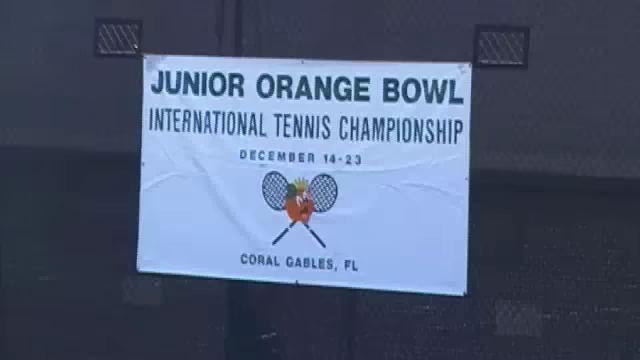 JUNIOR ORANGE BOWL
INTERNATIONAL TENNIS CHAMPIONSHIP
DECEMBER 14-23
CORAL GABLES, FL